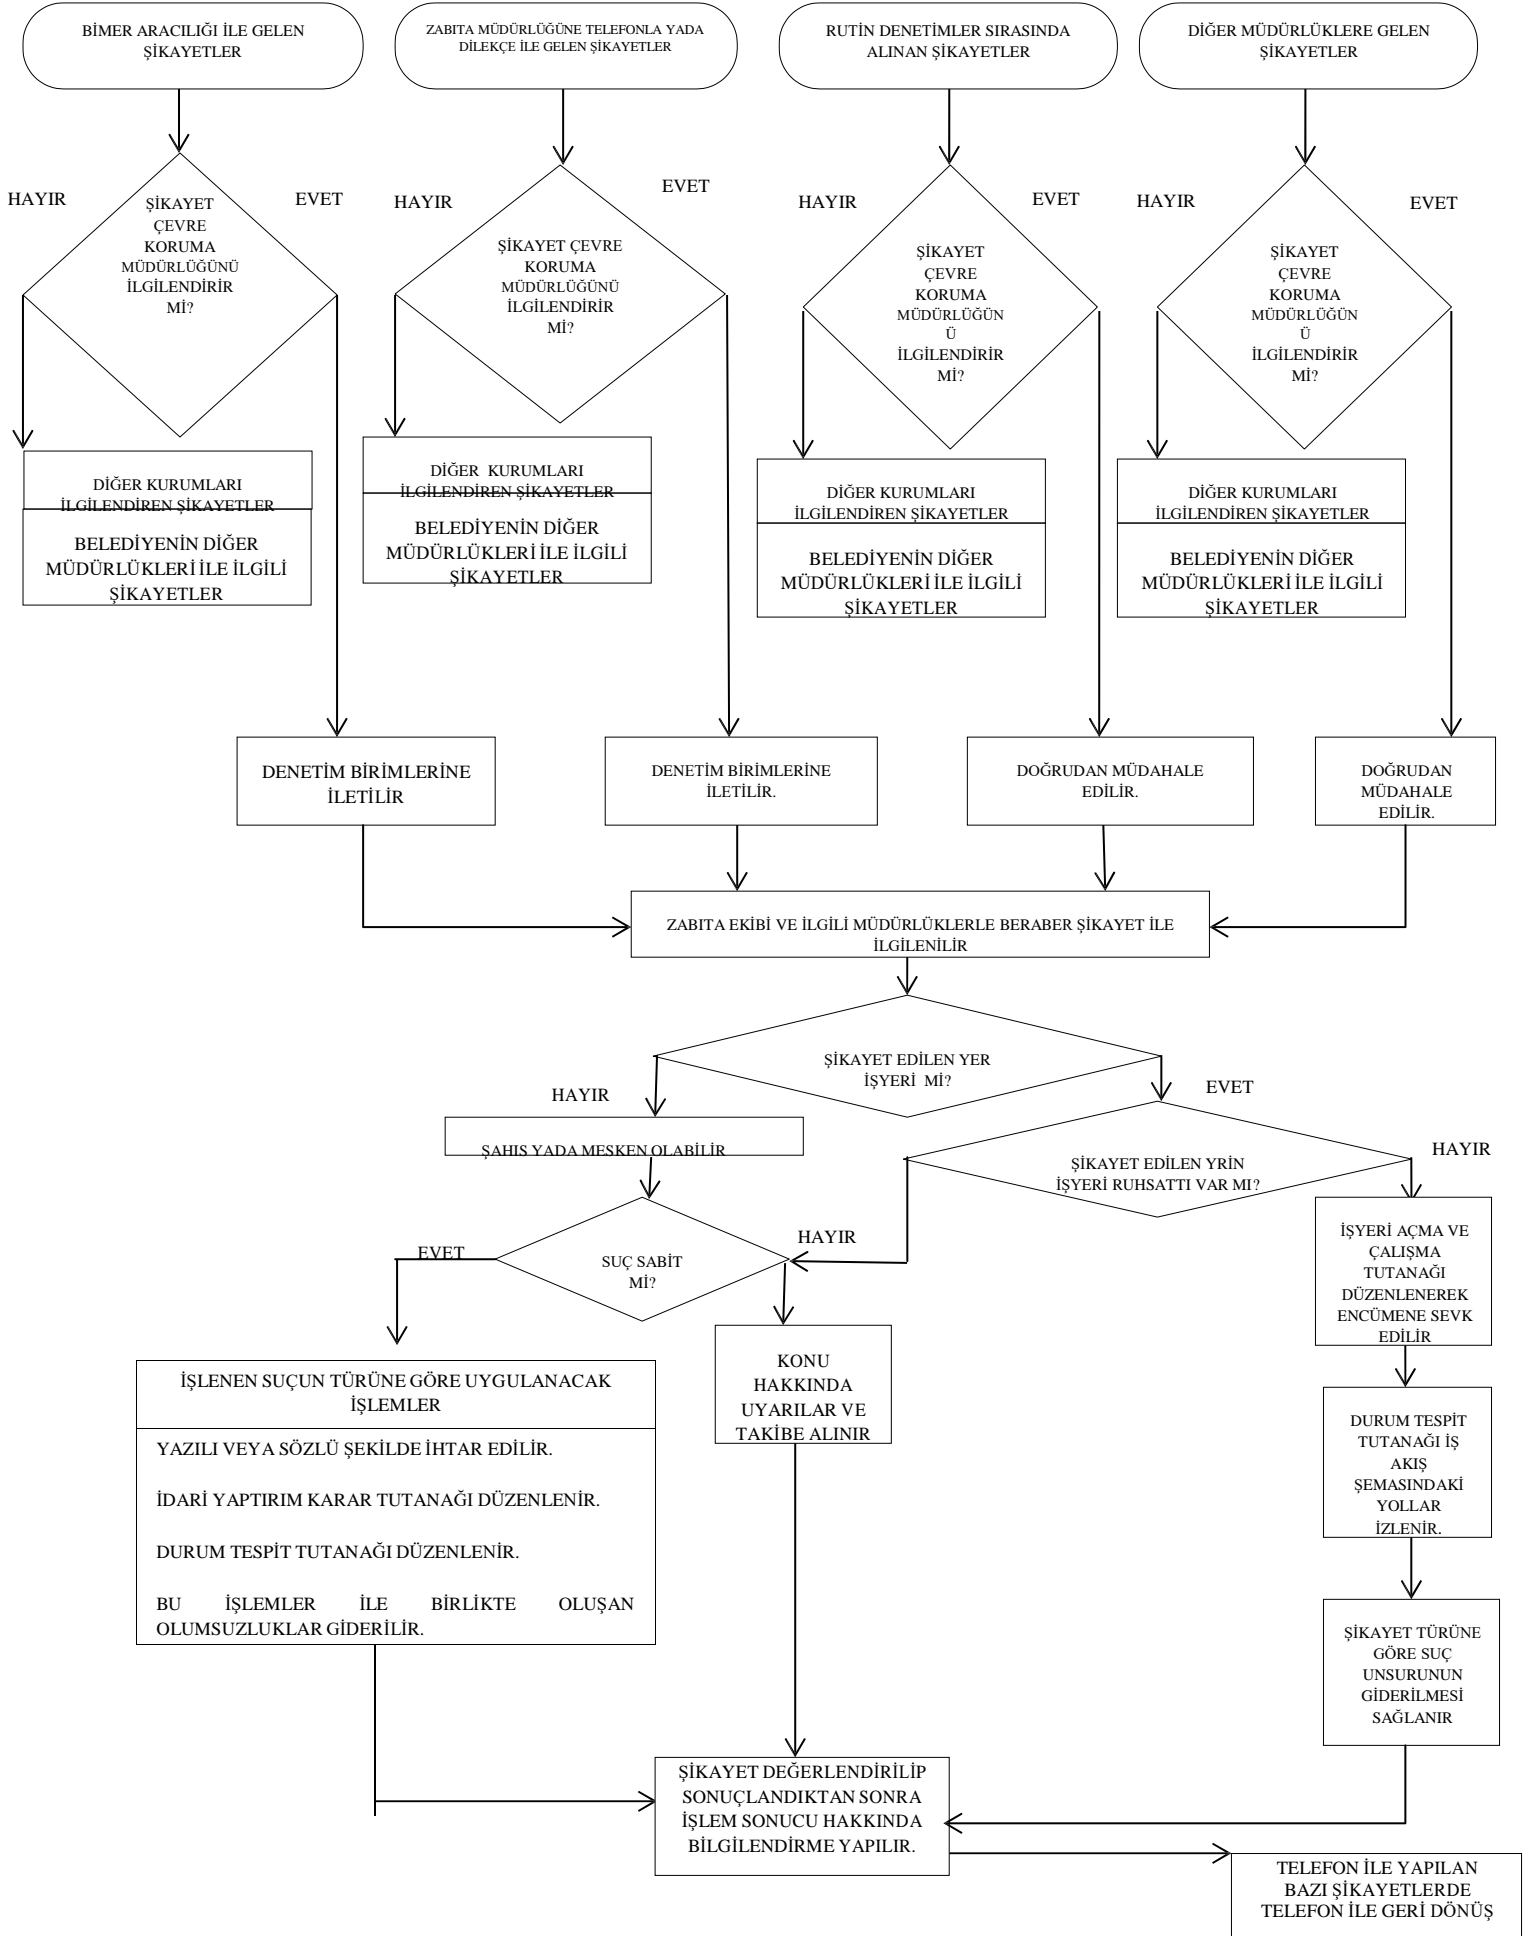 BİMER ARACILIĞI İLE GELEN
ŞİKAYETLER
ZABITA MÜDÜRLÜĞÜNE TELEFONLA YADA
DİLEKÇE İLE GELEN ŞİKAYETLER
RUTİN DENETİMLER SIRASINDA
ALINAN ŞİKAYETLER
DİĞER MÜDÜRLÜKLERE GELEN
ŞİKAYETLER
HAYIR
ŞİKAYET
ÇEVRE
KORUMA
MÜDÜRLÜĞÜNÜ
İLGİLENDİRİR
Mİ?
EVET
HAYIR
ŞİKAYET ÇEVRE
KORUMA
MÜDÜRLÜĞÜNÜ
İLGİLENDİRİR
Mİ?
EVET
HAYIR
ŞİKAYET
ÇEVRE
KORUMA
MÜDÜRLÜĞÜN
Ü
İLGİLENDİRİR
Mİ?
EVET
HAYIR
ŞİKAYET
ÇEVRE
KORUMA
MÜDÜRLÜĞÜN
Ü
İLGİLENDİRİR
Mİ?
EVET
DİĞER KURUMLARI
İLGİLENDİREN ŞİKAYETLER
BELEDİYENİN DİĞER
MÜDÜRLÜKLERİ İLE İLGİLİ
ŞİKAYETLER
DİĞER KURUMLARI
İLGİLENDİREN ŞİKAYETLER
BELEDİYENİN DİĞER
MÜDÜRLÜKLERİ İLE İLGİLİ
ŞİKAYETLER
DİĞER KURUMLARI
İLGİLENDİREN ŞİKAYETLER
BELEDİYENİN DİĞER
MÜDÜRLÜKLERİ İLE İLGİLİ
ŞİKAYETLER
DİĞER KURUMLARI
İLGİLENDİREN ŞİKAYETLER
BELEDİYENİN DİĞER
MÜDÜRLÜKLERİ İLE İLGİLİ
ŞİKAYETLER
DENETİM BİRİMLERİNE
İLETİLİR
DENETİM BİRİMLERİNE
İLETİLİR.
DOĞRUDAN MÜDAHALE
EDİLİR.
DOĞRUDAN
MÜDAHALE
EDİLİR.
ZABITA EKİBİ VE İLGİLİ MÜDÜRLÜKLERLE BERABER ŞİKAYET İLE
İLGİLENİLİR
ŞİKAYET EDİLEN YER
İŞYERİ Mİ?
HAYIR
EVET
ŞAHIS YADA MESKEN OLABİLİR
ŞİKAYET EDİLEN YRİN
İŞYERİ RUHSATTI VAR MI?
HAYIR
EVET
SUÇ SABİT
Mİ?
HAYIR
İŞYERİ AÇMA VE
ÇALIŞMA
TUTANAĞI
DÜZENLENEREK
ENCÜMENE SEVK
EDİLİR
İŞLENEN SUÇUN TÜRÜNE GÖRE UYGULANACAK
İŞLEMLER
YAZILI VEYA SÖZLÜ ŞEKİLDE İHTAR EDİLİR.
İDARİ YAPTIRIM KARAR TUTANAĞI DÜZENLENİR.
DURUM TESPİT TUTANAĞI DÜZENLENİR.
BU İŞLEMLER İLE BİRLİKTE OLUŞAN
OLUMSUZLUKLAR GİDERİLİR.
KONU
HAKKINDA
UYARILAR VE
TAKİBE ALINIR
DURUM TESPİT
TUTANAĞI İŞ
AKIŞ
ŞEMASINDAKİ
YOLLAR
İZLENİR.
ŞİKAYET TÜRÜNE
GÖRE SUÇ
UNSURUNUN
GİDERİLMESİ
SAĞLANIR
ŞİKAYET DEĞERLENDİRİLİP
SONUÇLANDIKTAN SONRA
İŞLEM SONUCU HAKKINDA
BİLGİLENDİRME YAPILIR.
TELEFON İLE YAPILAN
BAZI ŞİKAYETLERDE
TELEFON İLE GERİ DÖNÜŞ